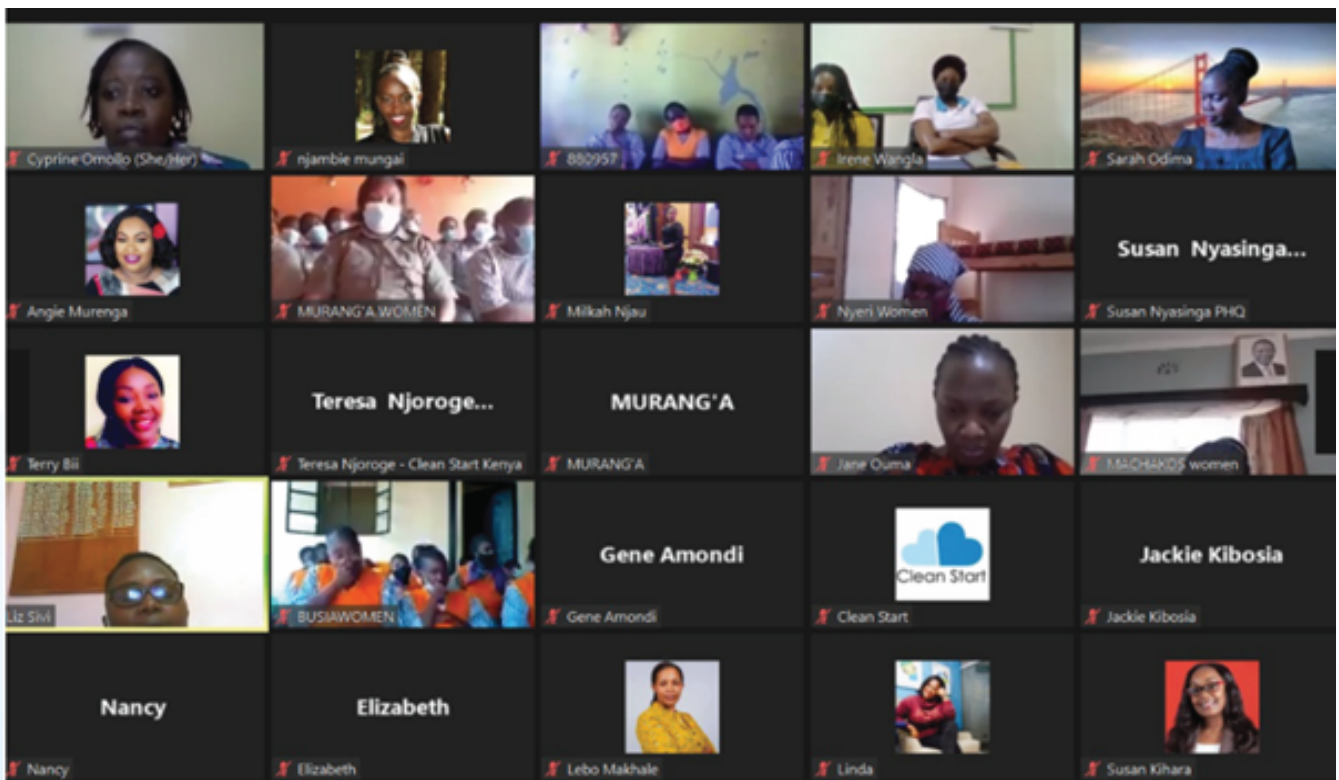 Cyprine Omollo (She/Her)
njambie mungai
880957
Irene Wangla
Sarah Odima
Angie Murenga
MURANG'A WOMEN
Milkah Njau
Nyeri Women
Susan Nyasinga...
Susan Nyasinga PHQ
Terry Bii
Teresa Njoroge...
Teresa Njoroge - Clean Start Kenya
MURANG'A
MURANG'A
Jane Ouma
MACHAKOS women
Liz Sivi
BUSIAWOMEN
Gene Amondi
Gene Amondi
Clean Start
Clean Start
Jackie Kibosia
Jackie Kibosia
Nancy
Nancy
Elizabeth
Elizabeth
Lebo Makhale
Linda
Susan Kihara